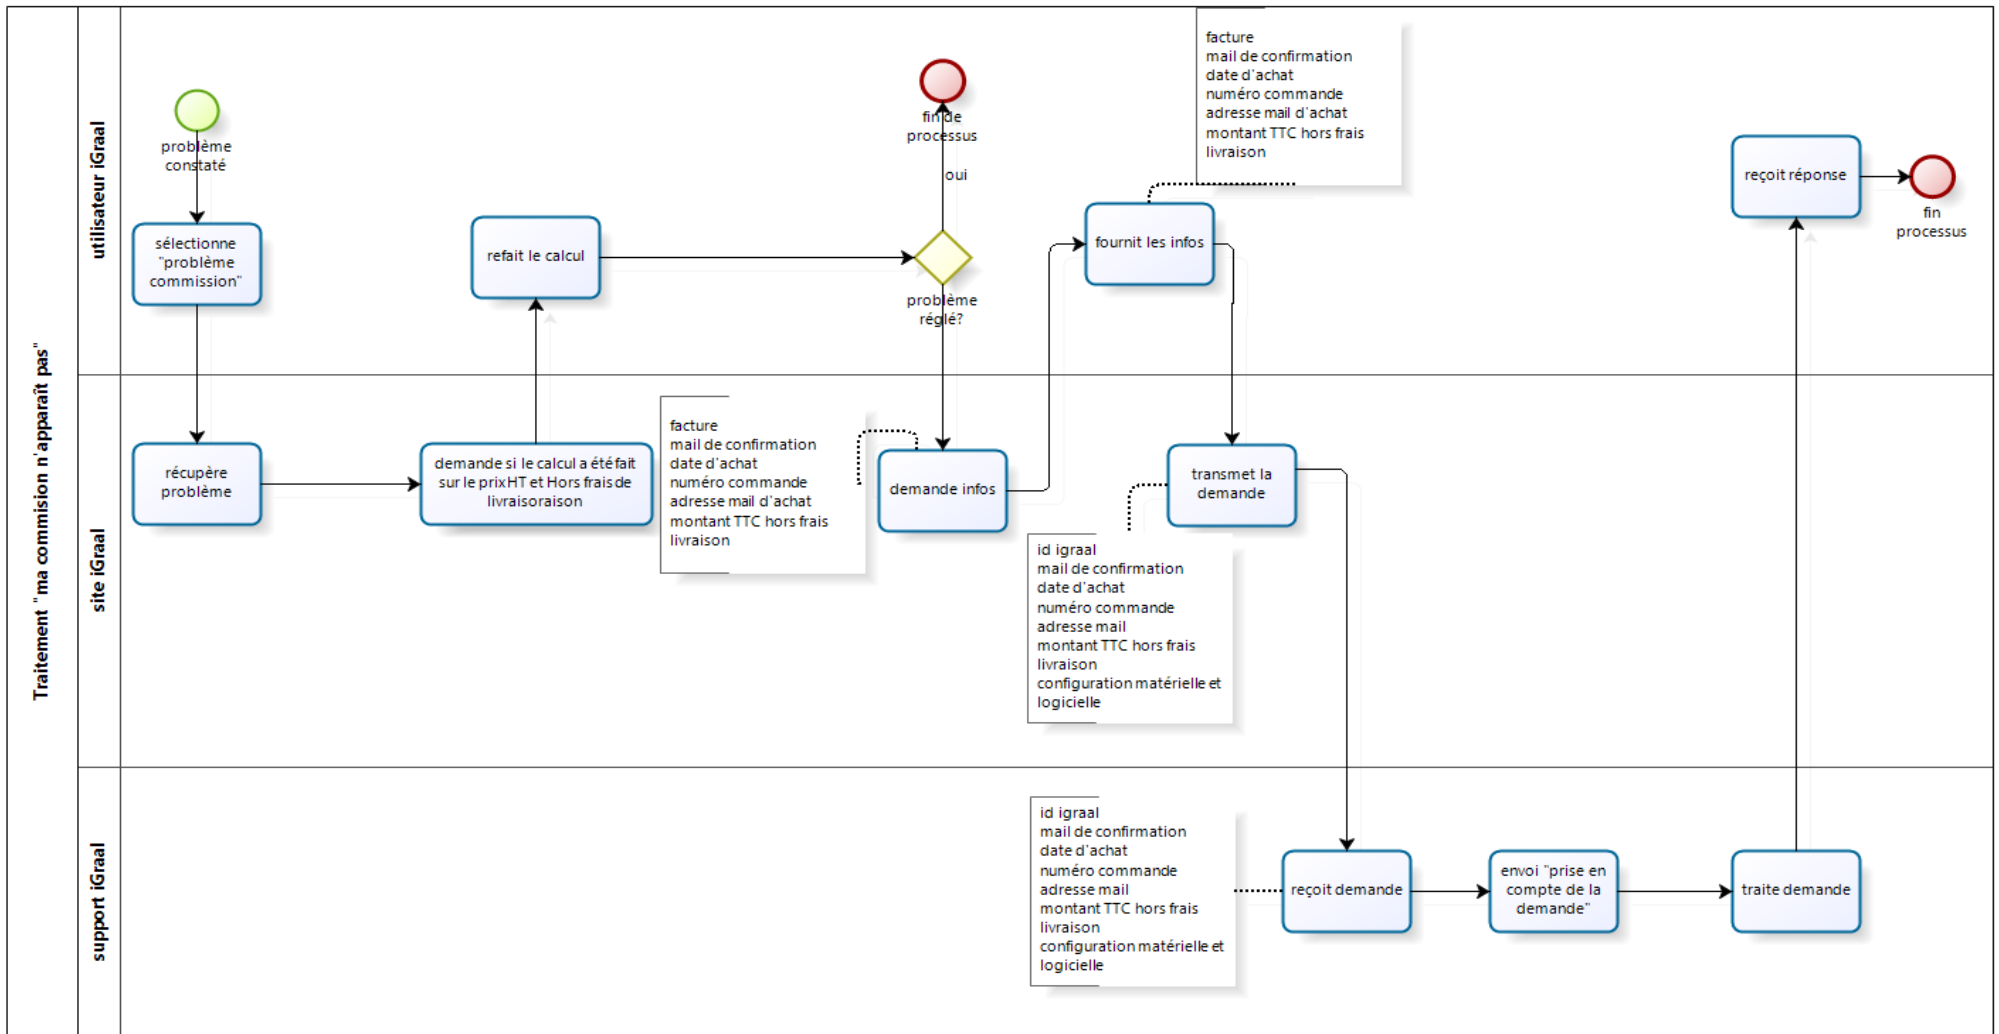 Traitement "ma commision n'apparaît pas"
utilisateur iGraal
problème
constaté
sélectionne
"problème
commission"
refait le calcul
fin de
processus
oui
problème
réglé?
facture
mail de confirmation
date d'achat
numéro commande
adresse mail d'achat
montant TTC hors frais
livraison
fournit les infos
reçoit réponse
fin
processus
site iGraal
récupère
problème
demande si le calcul a été fait
sur le prix HT et Hors frais de
livraisoraison
facture
mail de confirmation
date d'achat
numéro commande
adresse mail d'achat
montant TTC hors frais
livraison
demande infos
transmet la
demande
id igraal
mail de confirmation
date d'achat
numéro commande
adresse mail
montant TTC hors frais
livraison
configuration matérielle et
logicielle
support iGraal
id igraal
mail de confirmation
date d'achat
numéro commande
adresse mail
montant TTC hors frais
livraison
configuration matérielle et
logicielle
reçoit demande
envoi "prise en
compte de la
demande"
traite demande